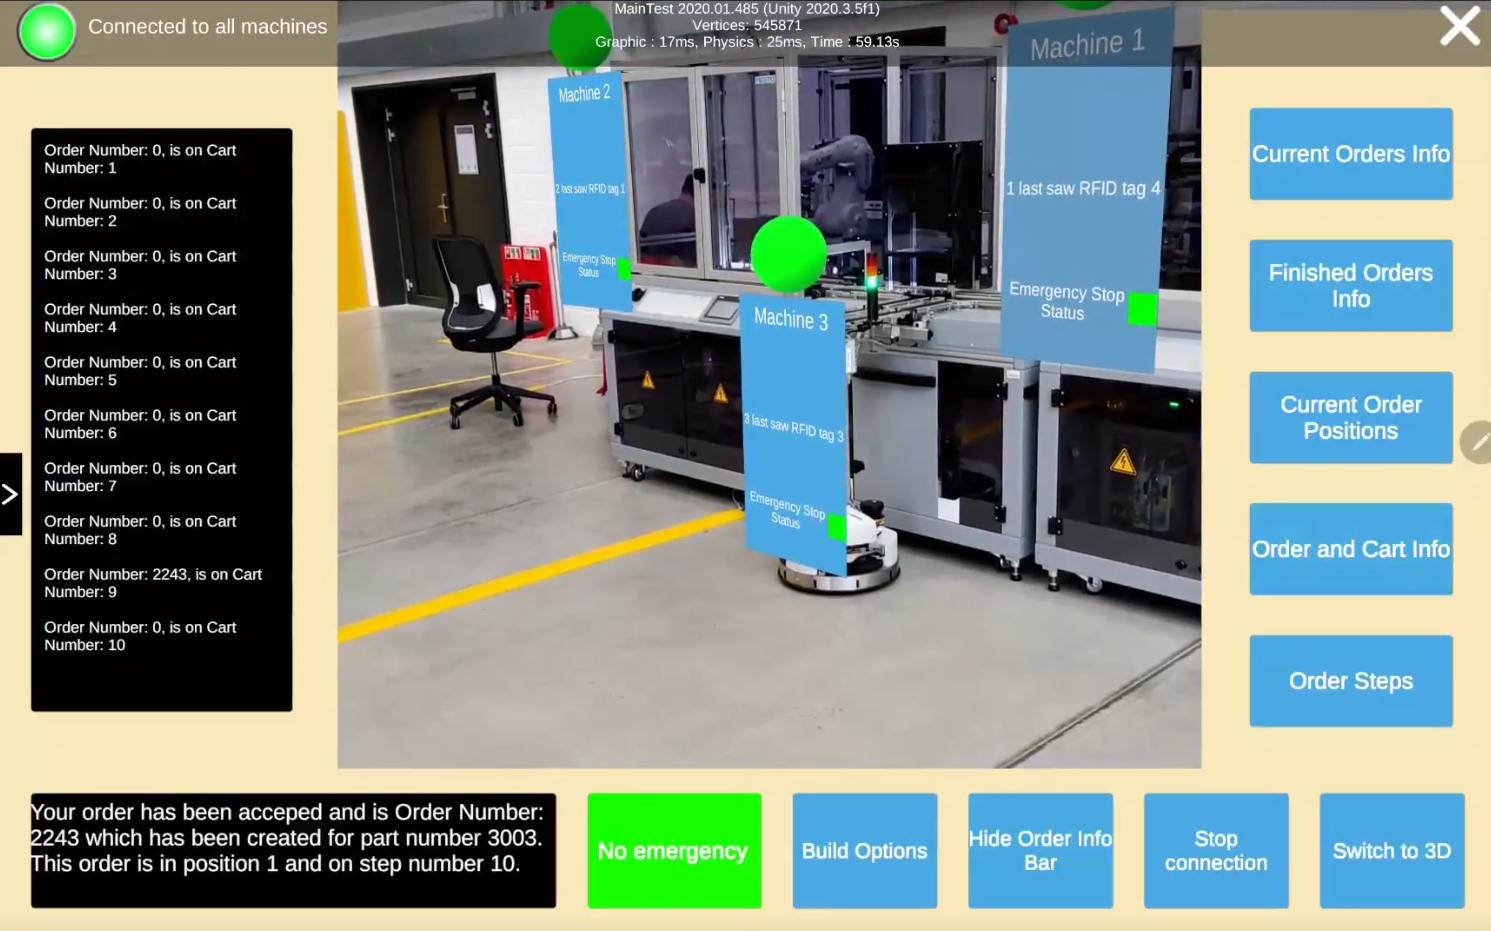 Connected to all machines
MainTest 2020.01.485 (Unity 2020.3.5f1)
Vertices: 545871
Graphic : 17ms, Physics : 25ms, Time : 59.13s
Order Number: 0, is on Cart
Number: 1
Order Number: 0, is on Cart
Number: 2
Order Number: 0, is on Cart
Number: 3
Order Number: 0, is on Cart
Number: 4
Order Number: 0, is on Cart
Number: 5
Order Number: 0, is on Cart
Number: 6
Order Number: 0, is on Cart
Number: 7
Order Number: 0, is on Cart
Number: 8
Order Number: 2243, is on Cart
Number: 9
Order Number: 0, is on Cart
Number: 10
Machine 2
2 last saw RFID tag 1
Emergency Stop
Status
Machine 3
3 last saw RFID tag 3
Emergency Stop
Status
Machine 1
1 last saw RFID tag 4
Emergency Stop
Status
Current Orders Info
Finished Orders
Info
Current Order
Positions
Order and Cart Info
Order Steps
Your order has been acceped and is Order Number:
2243 which has been created for part number 3003.
This order is in position 1 and on step number 10.
No emergency
Build Options
Hide Order Info
Bar
Stop
connection
Switch to 3D